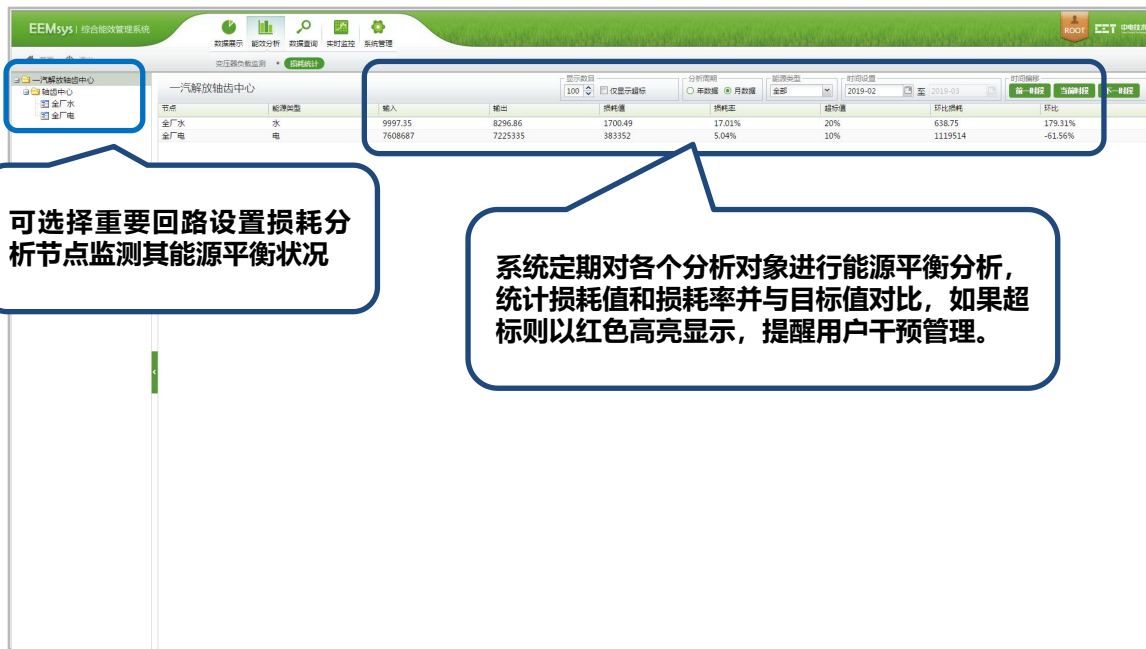 EEMsys | 综合能效管理系统
数据展示 能效分析 数据查询 实时监控 系统管理
ROOT
CET
变压器负载监测 • 损耗统计
一汽解放轴齿中心
轴齿中心
全厂水
全厂电
一汽解放轴齿中心
显示数目 分析周期 能源类型 时间设置 时间偏移
100 仅显示超标 年数据 月数据 全部 2019-02 至 2019-03 前一时段 当前时段 下一时段
节点 能源类型 输入 输出 损耗值 损耗率 超标值 环比损耗 环比
全厂水 水 9997.35 8296.86 1700.49 17.01% 20% 638.75 179.31%
全厂电 电 7608687 7225335 383352 5.04% 10% 1119514 -61.56%
可选择重要回路设置损耗分
析节点监测其能源平衡状况
系统定期对各个分析对象进行能源平衡分析，
统计损耗值和损耗率并与目标值对比，如果超
标则以红色高亮显示，提醒用户干预管理。